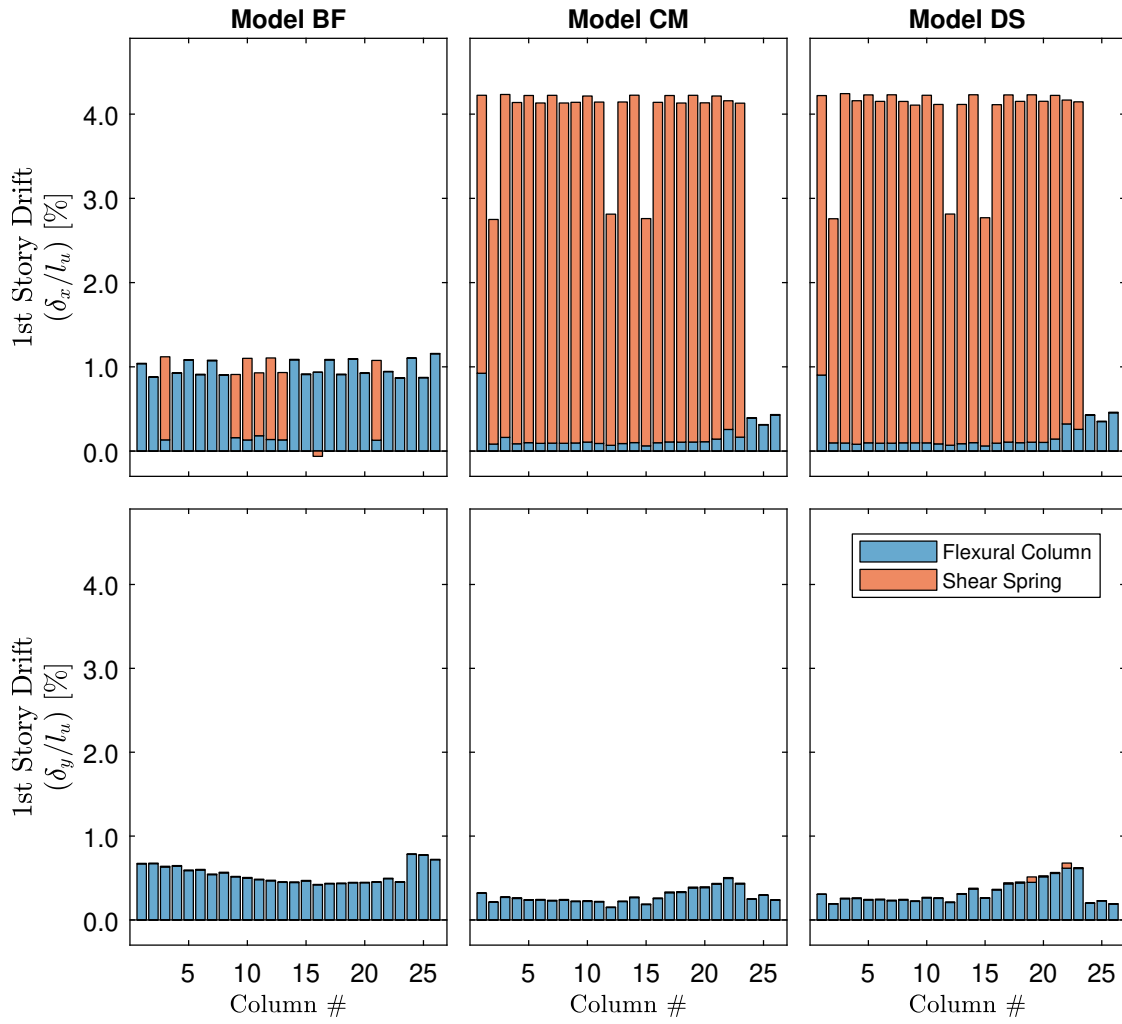 Model BF
Model CM
Model DS
1st Story Drift
(δx/lu) [%]
4.0
3.0
2.0
1.0
0.0
1st Story Drift
(δy/lu) [%]
4.0
3.0
2.0
1.0
0.0
Flexural Column
Shear Spring
5 10 15 20 25
5 10 15 20 25
5 10 15 20 25
Column #
Column #
Column #